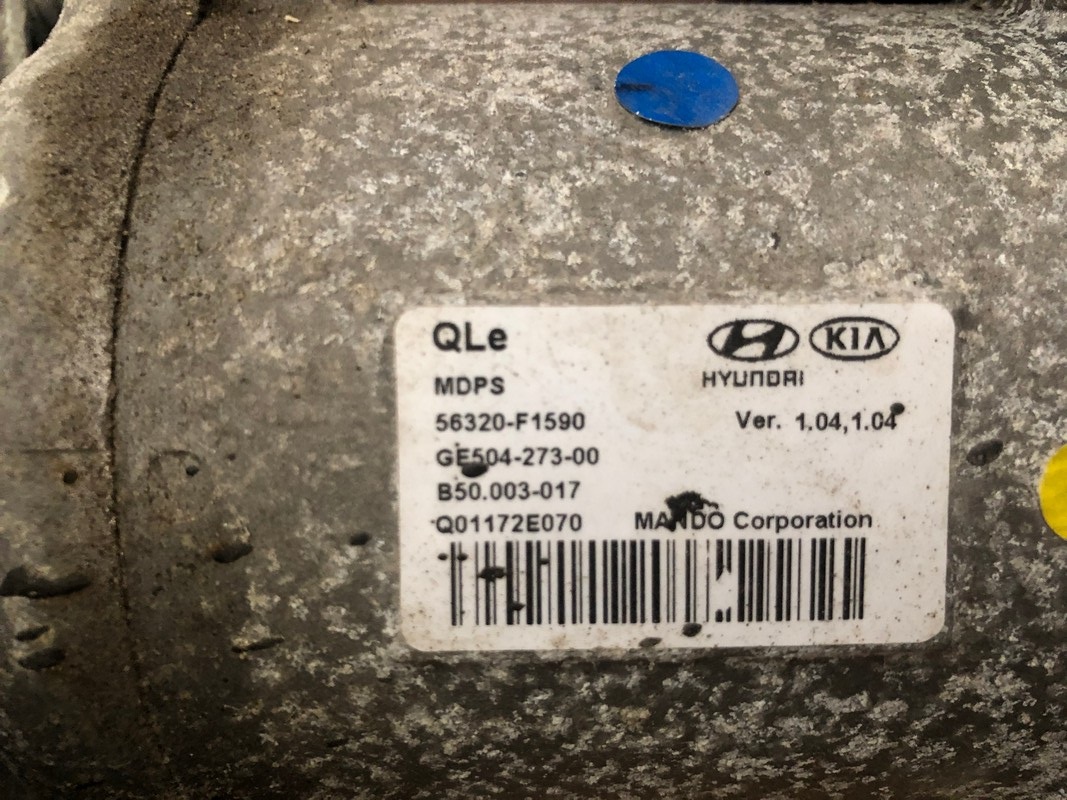 QLe
HYUNDAI
KIA
MDPS
56320-F1590
Ver. 1.04,1.04
GE504-273-00
B50.003-017
Q01172E070
MANDO Corporation